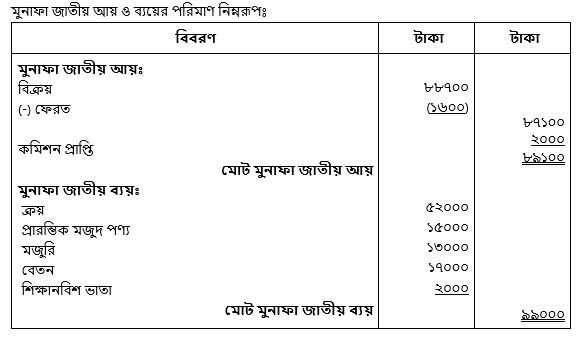 মুনাফা জাতীয় আয় ও ব্যয়ের পরিমাণ নিম্নরূপঃ
বিবরণ টাকা টাকা
মুনাফা জাতীয় আয়ঃ
বিক্রয় ৮৮৭০০
(-) ফেরত (১৬০০)
৮৭১০০
কমিশন প্রাপ্তি ২০০০
মোট মুনাফা জাতীয় আয় ৮৯১০০
মুনাফা জাতীয় ব্যয়ঃ
ক্রয় ৫২০০০
প্রারম্ভিক মজুদ পণ্য ১৫০০০
মজুরি ১৩০০০
বেতন ১৭০০০
শিক্ষানবিশ ভাতা ২০০০
মোট মুনাফা জাতীয় ব্যয় ৯৯০০০